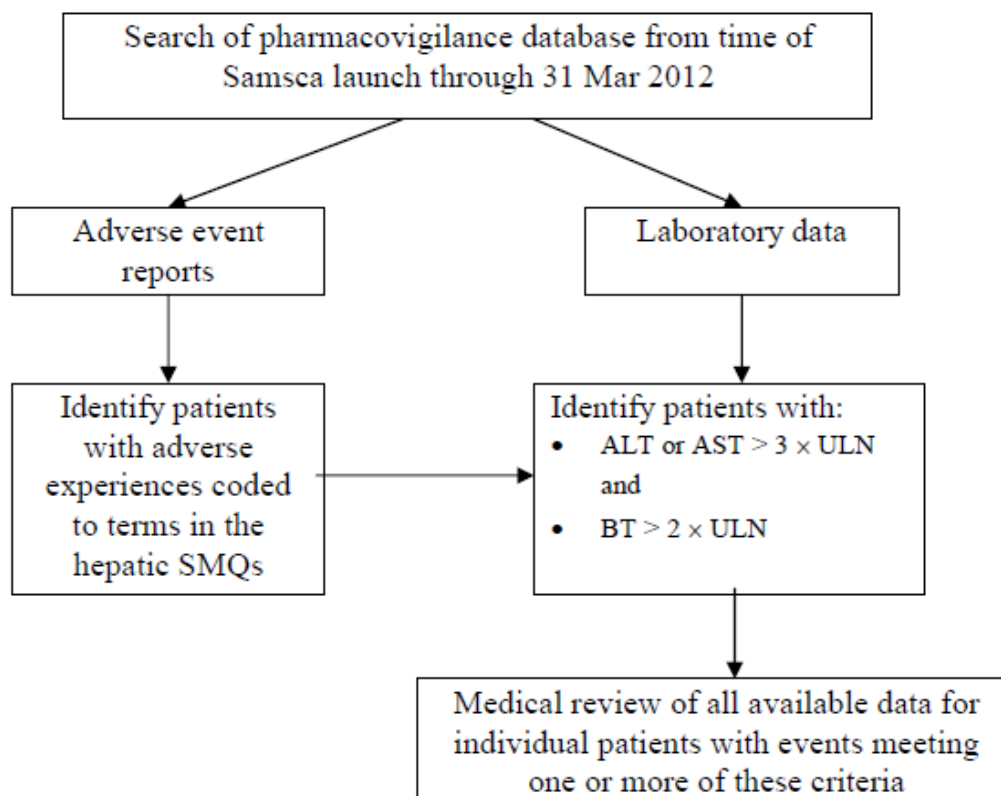 Search of pharmacovigilance database from time of
Samsca launch through 31 Mar 2012
Adverse event
reports
Laboratory data
Identify patients
with adverse
experiences coded
to terms in the
hepatic SMQs
Identify patients with:
• ALT or AST > 3 × ULN
and
• BT > 2 × ULN
Medical review of all available data for
individual patients with events meeting
one or more of these criteria